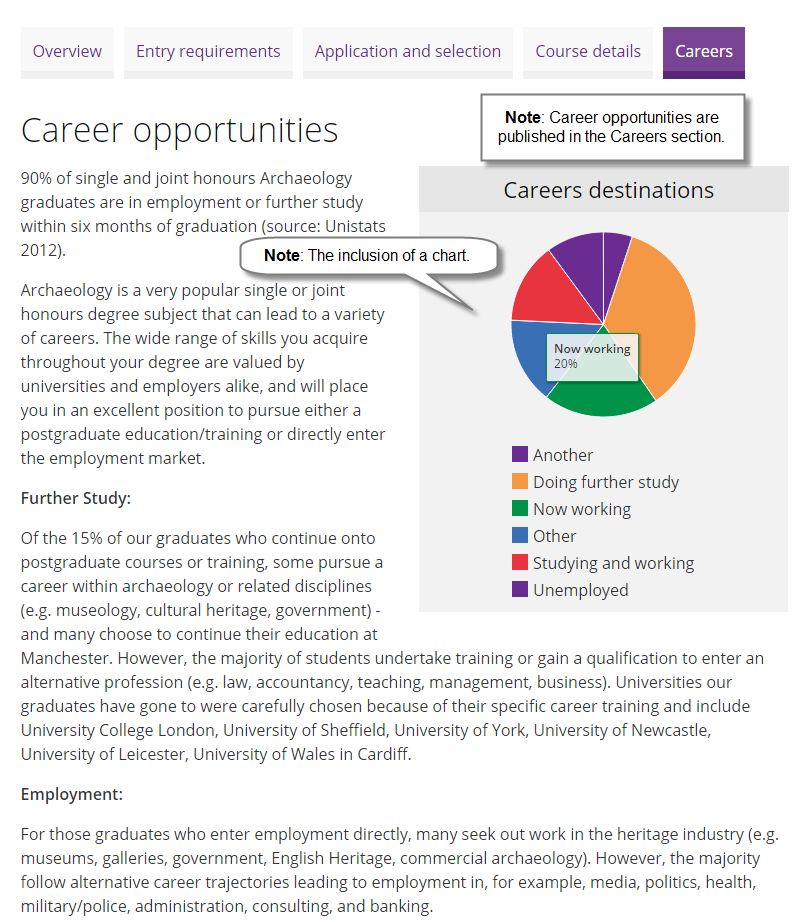 Overview
Entry requirements
Application and selection
Course details
Careers
Note: Career opportunities are
published in the Careers section.
Career opportunities
90% of single and joint honours Archaeology
graduates are in employment or further study
within six months of graduation (source: Unistats
2012).
Archaeology is a very popular single or joint
honours degree subject that can lead to a variety
of careers. The wide range of skills you acquire
throughout your degree are valued by
universities and employers alike, and will place
you in an excellent position to pursue either a
postgraduate education/training or directly enter
the employment market.
Careers destinations
Note: The inclusion of a chart.
Now working
20%
Another
Doing further study
Now working
Other
Studying and working
Unemployed
Further Study:
Of the 15% of our graduates who continue onto
postgraduate courses or training, some pursue a
career within archaeology or related disciplines
(e.g. museology, cultural heritage, government) -
and many choose to continue their education at
Manchester. However, the majority of students undertake training or gain a qualification to enter an
alternative profession (e.g. law, accountancy, teaching, management, business). Universities our
graduates have gone to were carefully chosen because of their specific career training and include
University College London, University of Sheffield, University of York, University of Newcastle,
University of Leicester, University of Wales in Cardiff.
Employment:
For those graduates who enter employment directly, many seek out work in the heritage industry (e.g.
museums, galleries, government, English Heritage, commercial archaeology). However, the majority
follow alternative career trajectories leading to employment in, for example, media, politics, health,
military/police, administration, consulting, and banking.